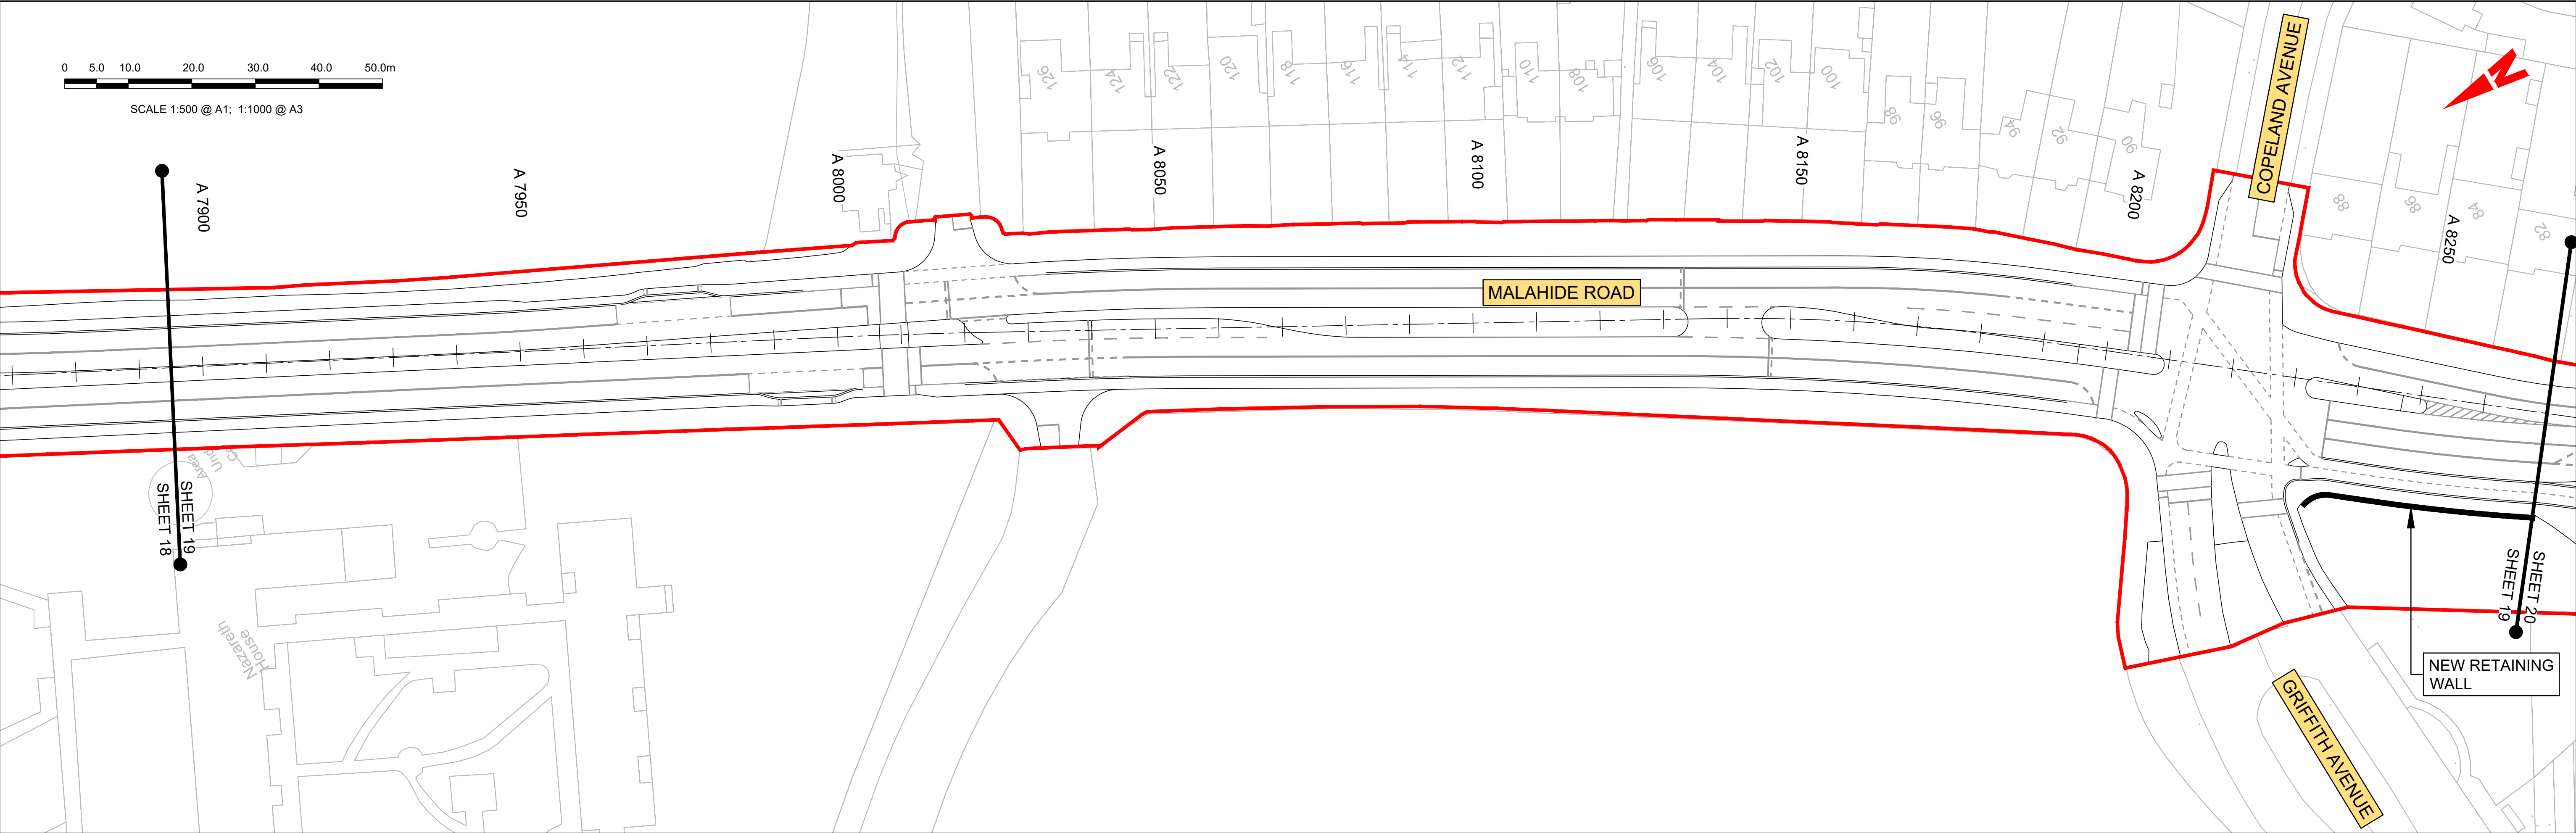 0 5.0 10.0 20.0 30.0 40.0 50.0m
SCALE 1:500 @ A1; 1:1000 @ A3
126
124
122
120
118
116
114
112
110
108
106
104
102
100
98
96
94
92
90
88
86
84
82
COPELAND AVENUE
N
A 7900
A 7950
A 8000
A 8050
A 8100
A 8150
A 8200
A 8250
MALAHIDE ROAD
Area
SHEET 18
SHEET 19
Nazareth
House
SHEET 19
SHEET 20
NEW RETAINING
WALL
GRIFFITH AVENUE